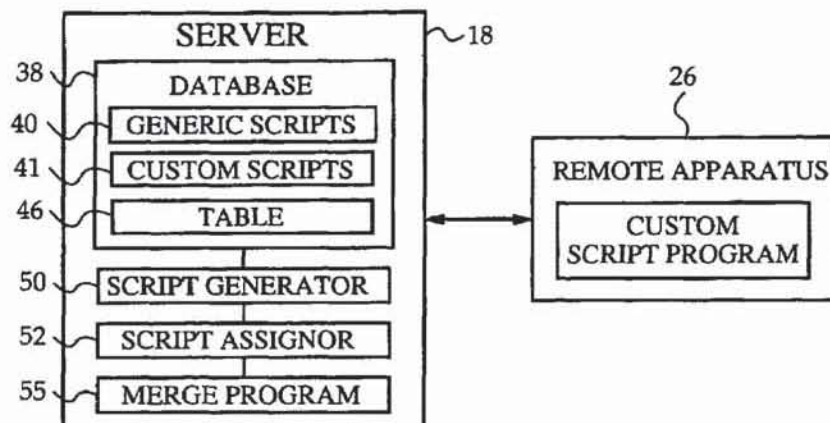 SERVER
18
38
DATABASE
40
GENERIC SCRIPTS
41
CUSTOM SCRIPTS
46
TABLE
50
SCRIPT GENERATOR
52
SCRIPT ASSIGNOR
55
MERGE PROGRAM
26
REMOTE APPARATUS
CUSTOM
SCRIPT PROGRAM